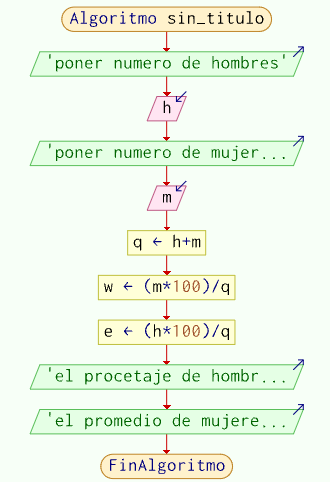 Algoritmo sin_titulo
'poner numero de hombres'
h
'poner numero de mujer...
m
q ← h+m
w ← (m*100)/q
e ← (h*100)/q
'el procetaje de hombr...
'el promedio de mujere...
FinAlgoritmo